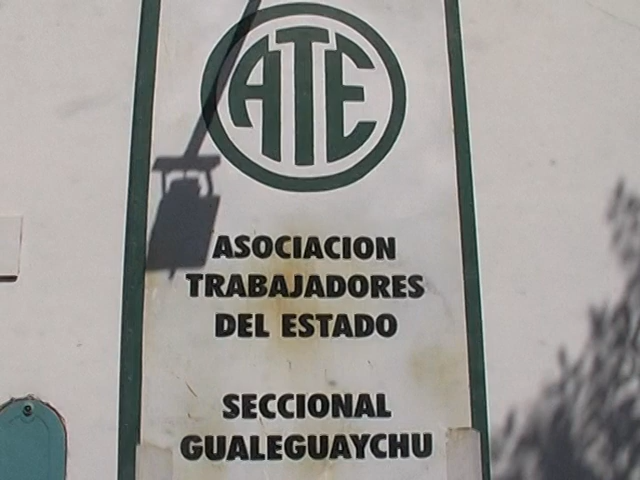 ATE
ASOCIACION
TRABAJADORES
DEL ESTADO
SECCIONAL
GUALEGUAYCHU